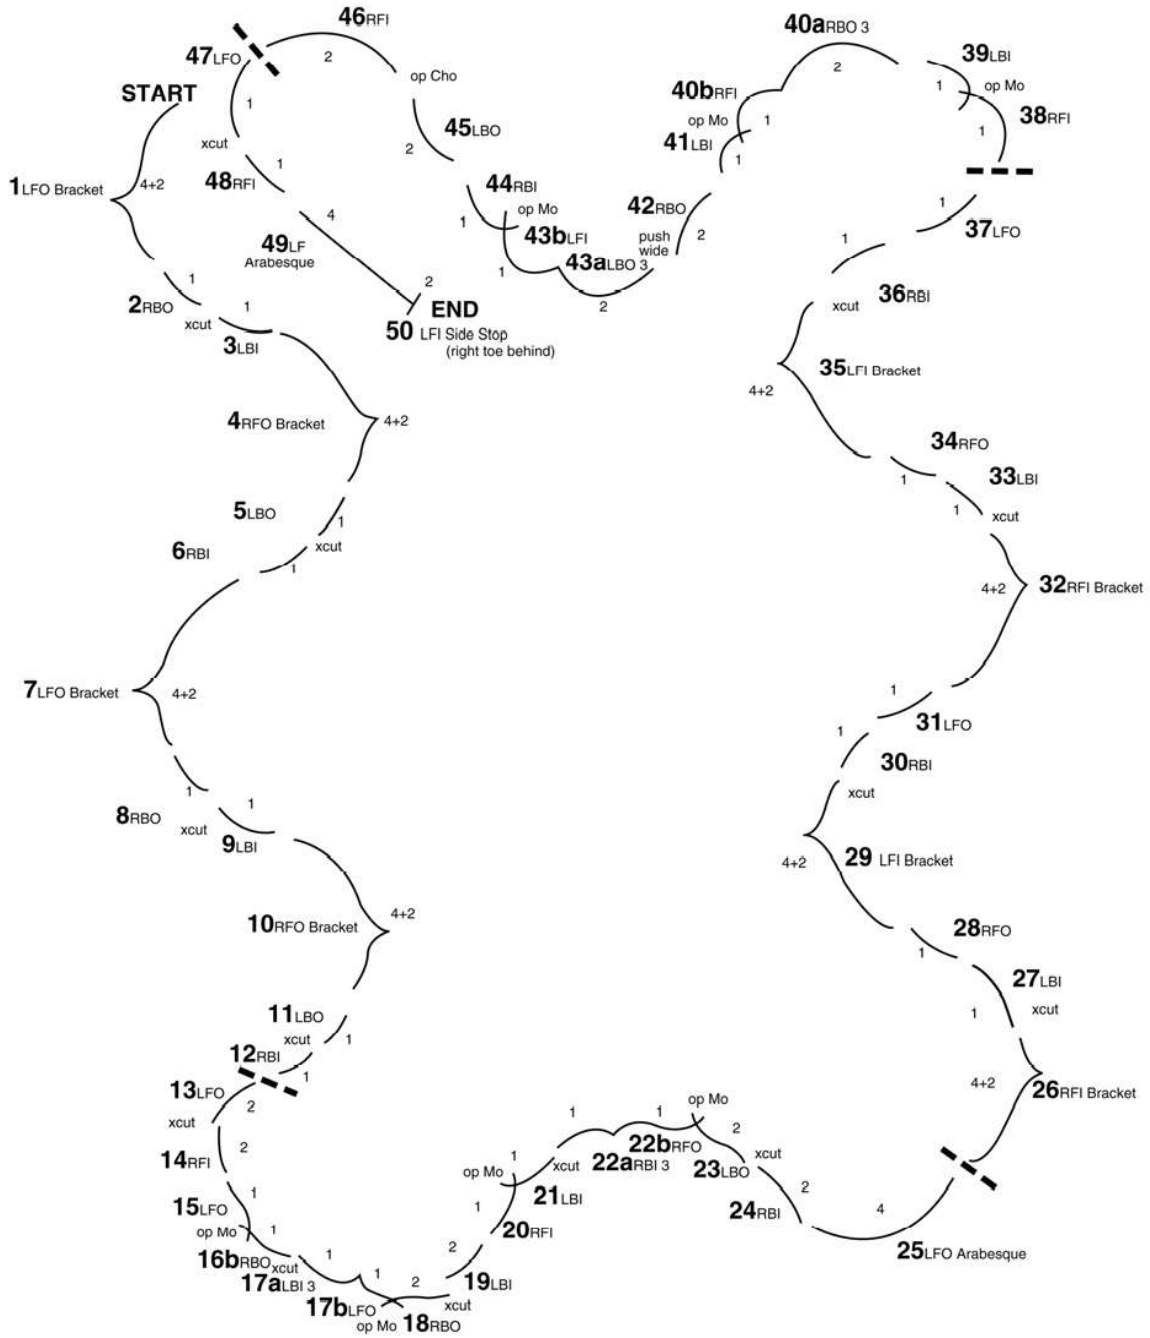 START
1LFO Bracket
4+2
2RBO
1
xcut
1
3LBI
4RFO Bracket
4+2
5LBO
1
xcut
6RBI
1
7LFO Bracket
4+2
8RBO
1
xcut
1
9LBI
10RFO Bracket
4+2
11LBO
1
xcut
12RBI
1
13LFO
2
xcut
14RFI
2
15LFO
1
op Mo
16bRBO
1
xcut
17aLBI 3
1
17bLFO
1
op Mo
18RBO
2
xcut
19LBI
2
20RFI
1
op Mo
1
21LBI
xcut
22aRBI 3
1
22bRFO
1
op Mo
23LBO
2
xcut
24RBI
2
25LFO Arabesque
4
26RFI Bracket
4+2
27LBI
1
xcut
28RFO
1
29 LFI Bracket
4+2
xcut
30RBI
1
31LFO
1
32RFI Bracket
4+2
xcut
33LBI
1
34RFO
1
35LFI Bracket
4+2
xcut
36RBI
1
37LFO
1
38RFI
1
op Mo
39LBI
1
40aRBO 3
2
40bRFI
1
op Mo
41LBI
1
42RBO
2
push
wide
43aLBO 3
2
43bLFI
1
op Mo
44RBI
1
45LBO
2
op Cho
46RFI
2
47LFO
1
xcut
48RFI
1
49LF
Arabesque
4
2
END
50 LFI Side Stop
(right toe behind)